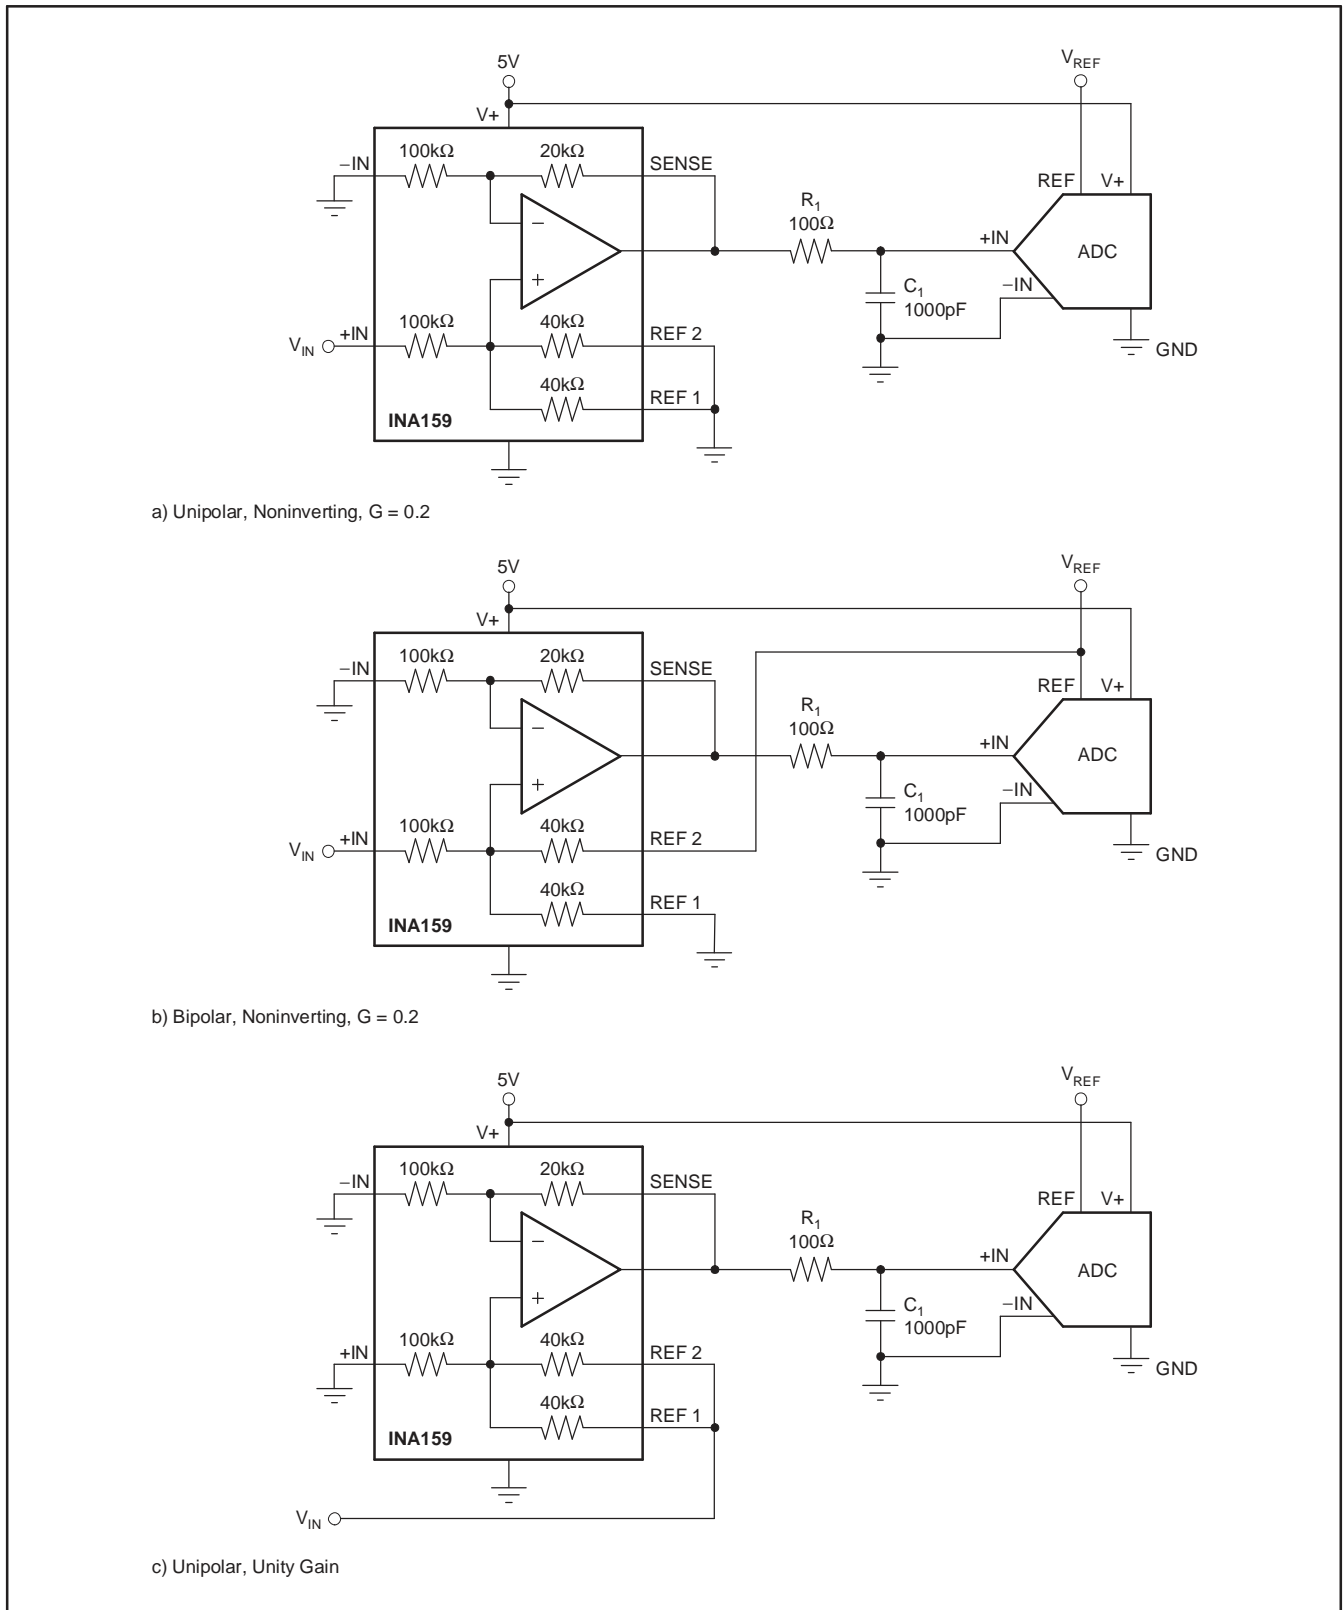 5V
V_REF
V+
−IN
100kΩ
20kΩ
SENSE
REF
V+
R_1
100Ω
+IN
ADC
−IN
C_1
1000pF
V_IN
+IN
100kΩ
40kΩ
REF 2
GND
40kΩ
REF 1
INA159
a) Unipolar, Noninverting, G = 0.2
5V
V_REF
V+
−IN
100kΩ
20kΩ
SENSE
REF
V+
R_1
100Ω
+IN
ADC
−IN
C_1
1000pF
V_IN
+IN
100kΩ
40kΩ
REF 2
GND
40kΩ
REF 1
INA159
b) Bipolar, Noninverting, G = 0.2
5V
V_REF
V+
−IN
100kΩ
20kΩ
SENSE
REF
V+
R_1
100Ω
+IN
ADC
−IN
C_1
1000pF
+IN
100kΩ
40kΩ
REF 2
GND
40kΩ
REF 1
INA159
V_IN
c) Unipolar, Unity Gain